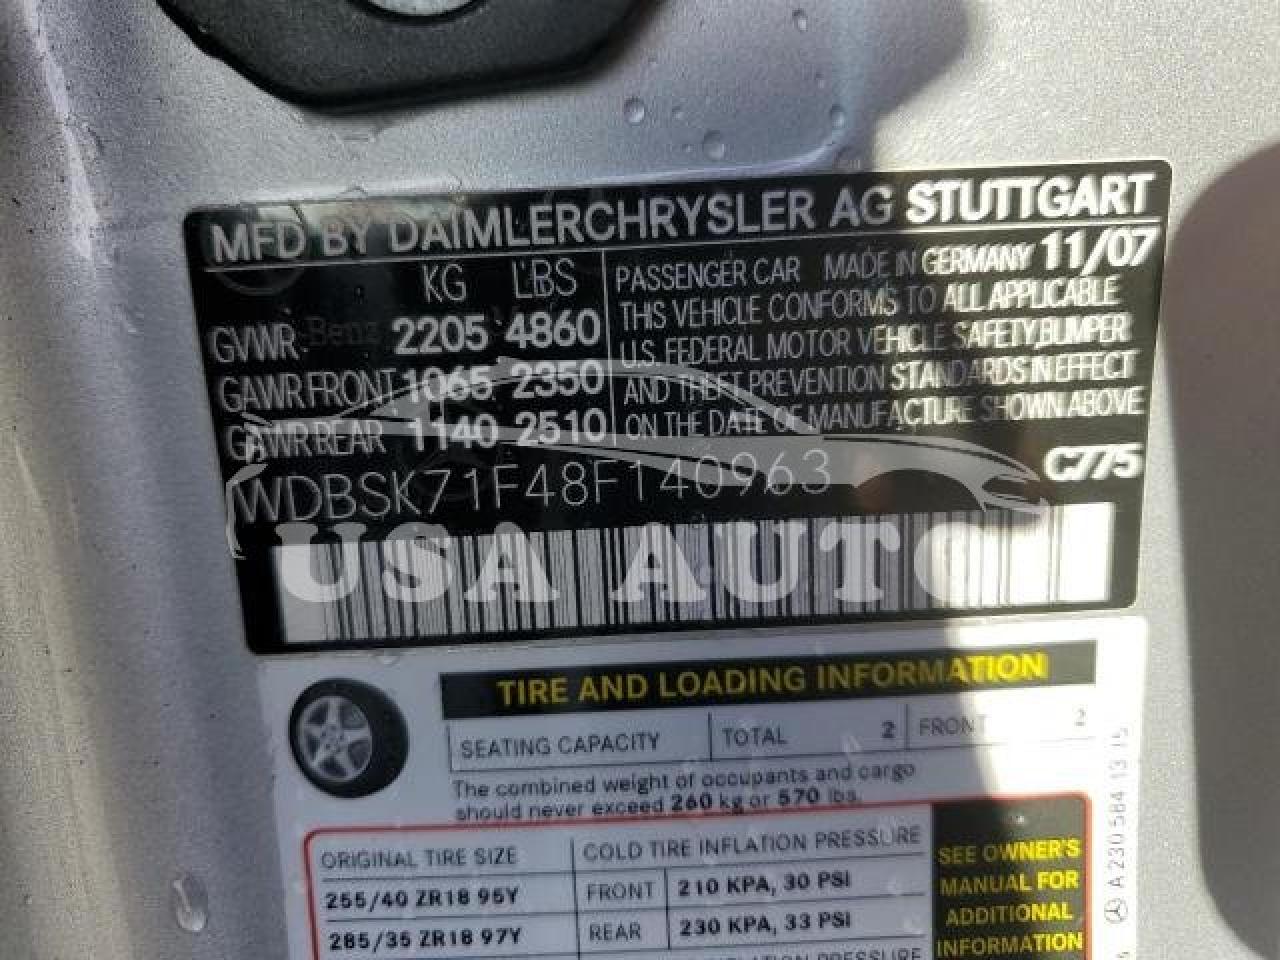 MFD BY DAIMLERCHRYSLER AG STUTTGART
KG LBS
GVWR 2205 4860
GAWR FRONT 1065 2350
GAWR REAR 1140 2510
PASSENGER CAR MADE IN GERMANY 11/07
THIS VEHICLE CONFORMS TO ALL APPLICABLE
U.S. FEDERAL MOTOR VEHICLE SAFETY,BUMPER
AND THEFT PREVENTION STANDARDS IN EFFECT
ON THE DATE OF MANUFACTURE SHOWN ABOVE
C775
WDBSK71F48F140963
USA AUTO
TIRE AND LOADING INFORMATION
SEATING CAPACITY TOTAL 2 FRONT 2
The combined weight of occupants and cargo
should never exceed 260 kg or 570 lbs.
ORIGINAL TIRE SIZE COLD TIRE INFLATION PRESSURE
255/40 ZR18 95Y FRONT 210 KPA, 30 PSI
285/35 ZR18 97Y REAR 230 KPA, 33 PSI
INFLATION PRESSURE
SEE OWNER'S
MANUAL FOR
ADDITIONAL
INFORMATION
A 230 584 13 15